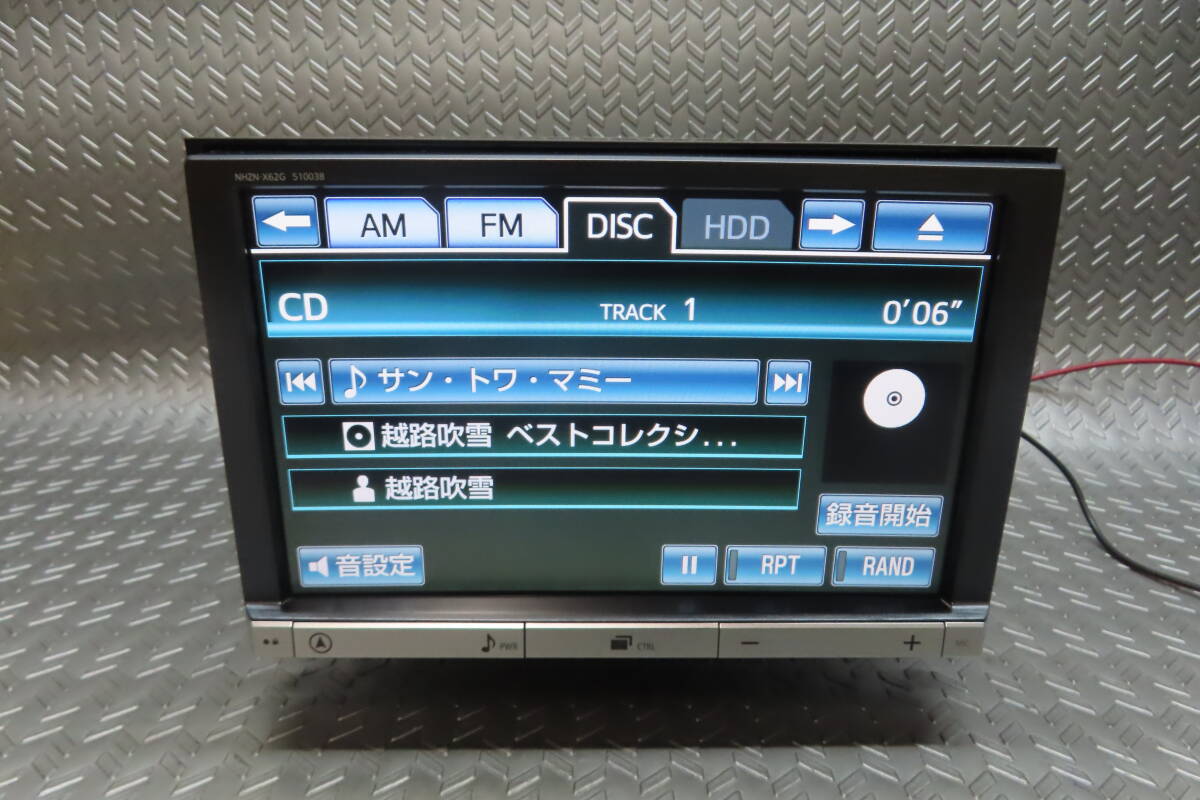 NHZN-X62G 510038
AM FM DISC HDD
CD TRACK 1 0'06"
サン・トワ・マミー
越路吹雪 ベストコレクシ...
越路吹雪
録音開始
音設定 RPT RAND
PWR CTRL − + MIC